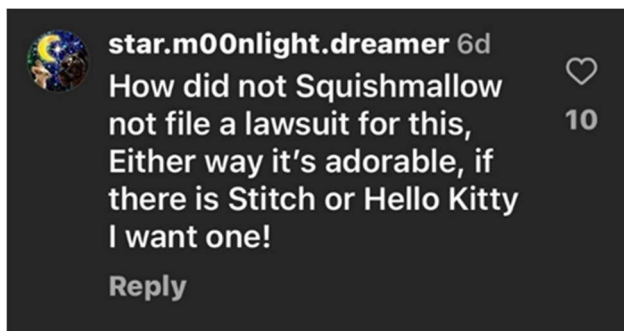 star.m00nlight.dreamer 6d
How did not Squishmallow
not file a lawsuit for this,
Either way it’s adorable, if
there is Stitch or Hello Kitty
I want one!
10
Reply